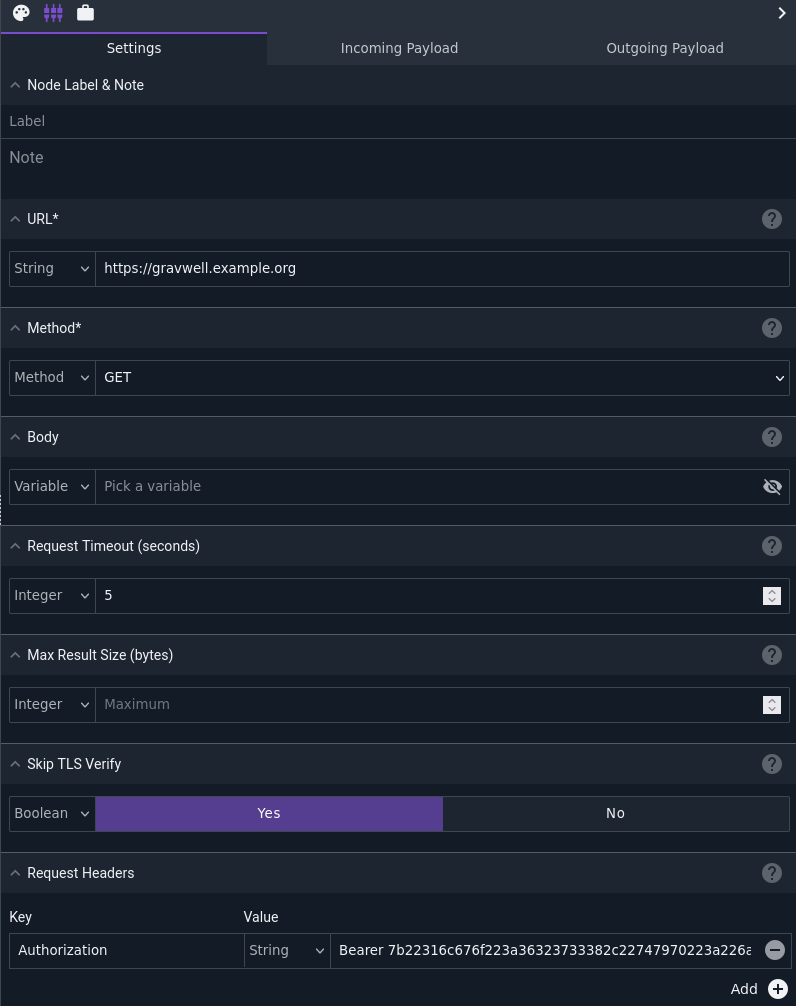 Settings Incoming Payload Outgoing Payload
Node Label & Note
Label
Note
URL*
String https://gravwell.example.org
Method*
Method GET
Body
Variable Pick a variable
Request Timeout (seconds)
Integer 5
Max Result Size (bytes)
Integer Maximum
Skip TLS Verify
Boolean Yes No
Request Headers
Key Value
Authorization String Bearer 7b22316c676f223a36323733382c22747970223a226a
Add